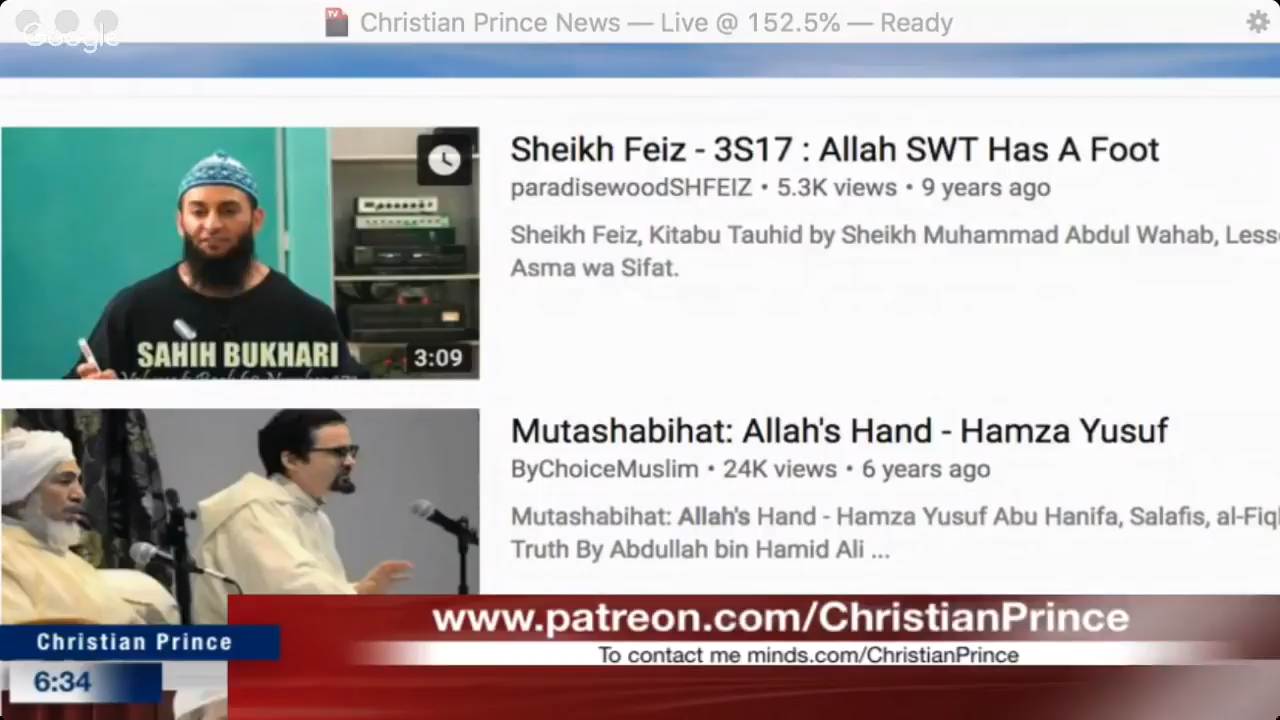 Google
Christian Prince News — Live @ 152.5% — Ready
Sheikh Feiz - 3S17 : Allah SWT Has A Foot
paradisewoodSHFEIZ • 5.3K views • 9 years ago
Sheikh Feiz, Kitabu Tauhid by Sheikh Muhammad Abdul Wahab, Less
Asma wa Sifat.
SAHIH BUKHARI
3:09
Mutashabihat: Allah's Hand - Hamza Yusuf
ByChoiceMuslim • 24K views • 6 years ago
Mutashabihat: Allah's Hand - Hamza Yusuf Abu Hanifa, Salafis, al-Fiq
Truth By Abdullah bin Hamid Ali ...
www.patreon.com/ChristianPrince
Christian Prince
To contact me minds.com/ChristianPrince
6:34